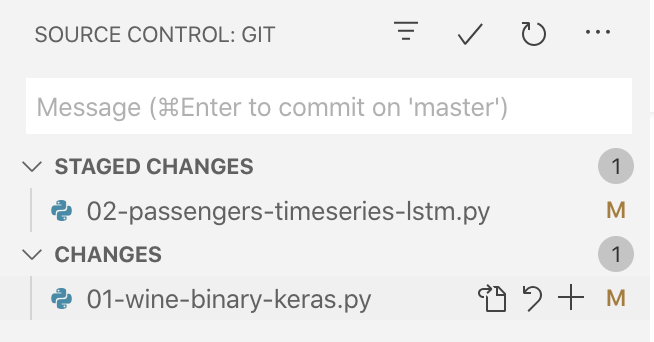 SOURCE CONTROL: GIT
Message (⌘Enter to commit on 'master')
STAGED CHANGES 1
02-passengers-timeseries-lstm.py M
CHANGES 1
01-wine-binary-keras.py M